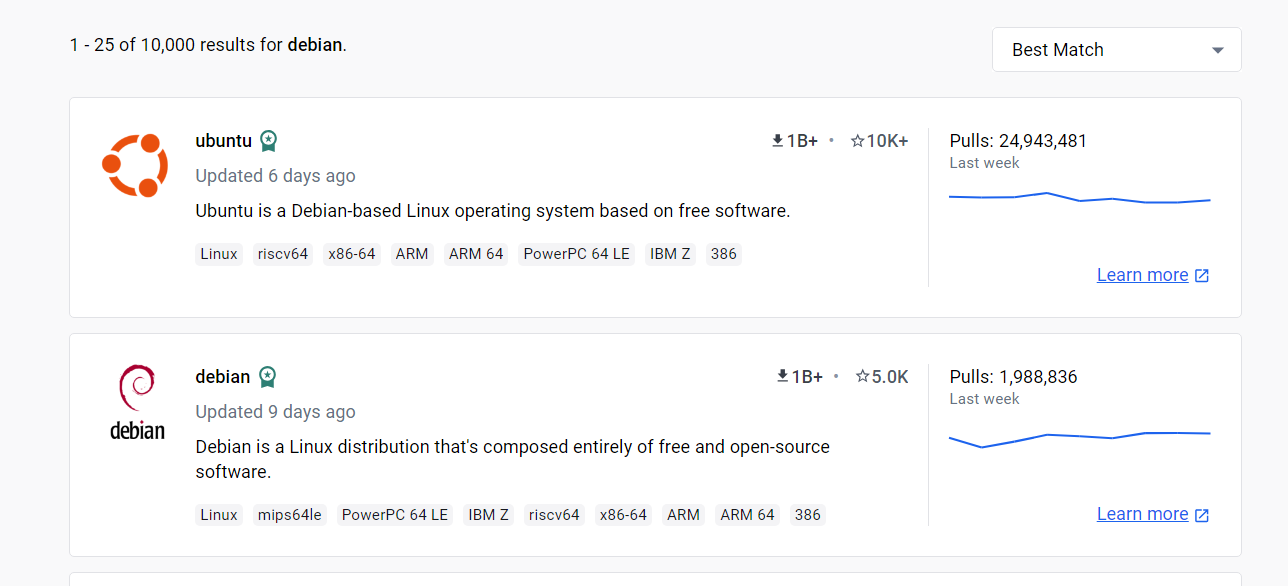 1 - 25 of 10,000 results for debian.
Best Match
ubuntu
1B+ • 10K+
Pulls: 24,943,481
Updated 6 days ago
Last week
Ubuntu is a Debian-based Linux operating system based on free software.
Linux riscv64 x86-64 ARM ARM 64 PowerPC 64 LE IBM Z 386
Learn more
debian
debian
1B+ • 5.0K
Pulls: 1,988,836
Updated 9 days ago
Last week
Debian is a Linux distribution that's composed entirely of free and open-source
software.
Linux mips64le PowerPC 64 LE IBM Z riscv64 x86-64 ARM ARM 64 386
Learn more